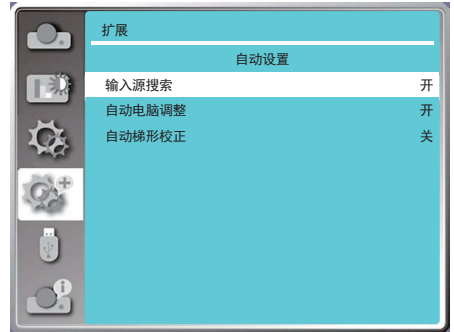 扩展
自动设置
输入源搜索 开
自动电脑调整 开
自动梯形校正 关